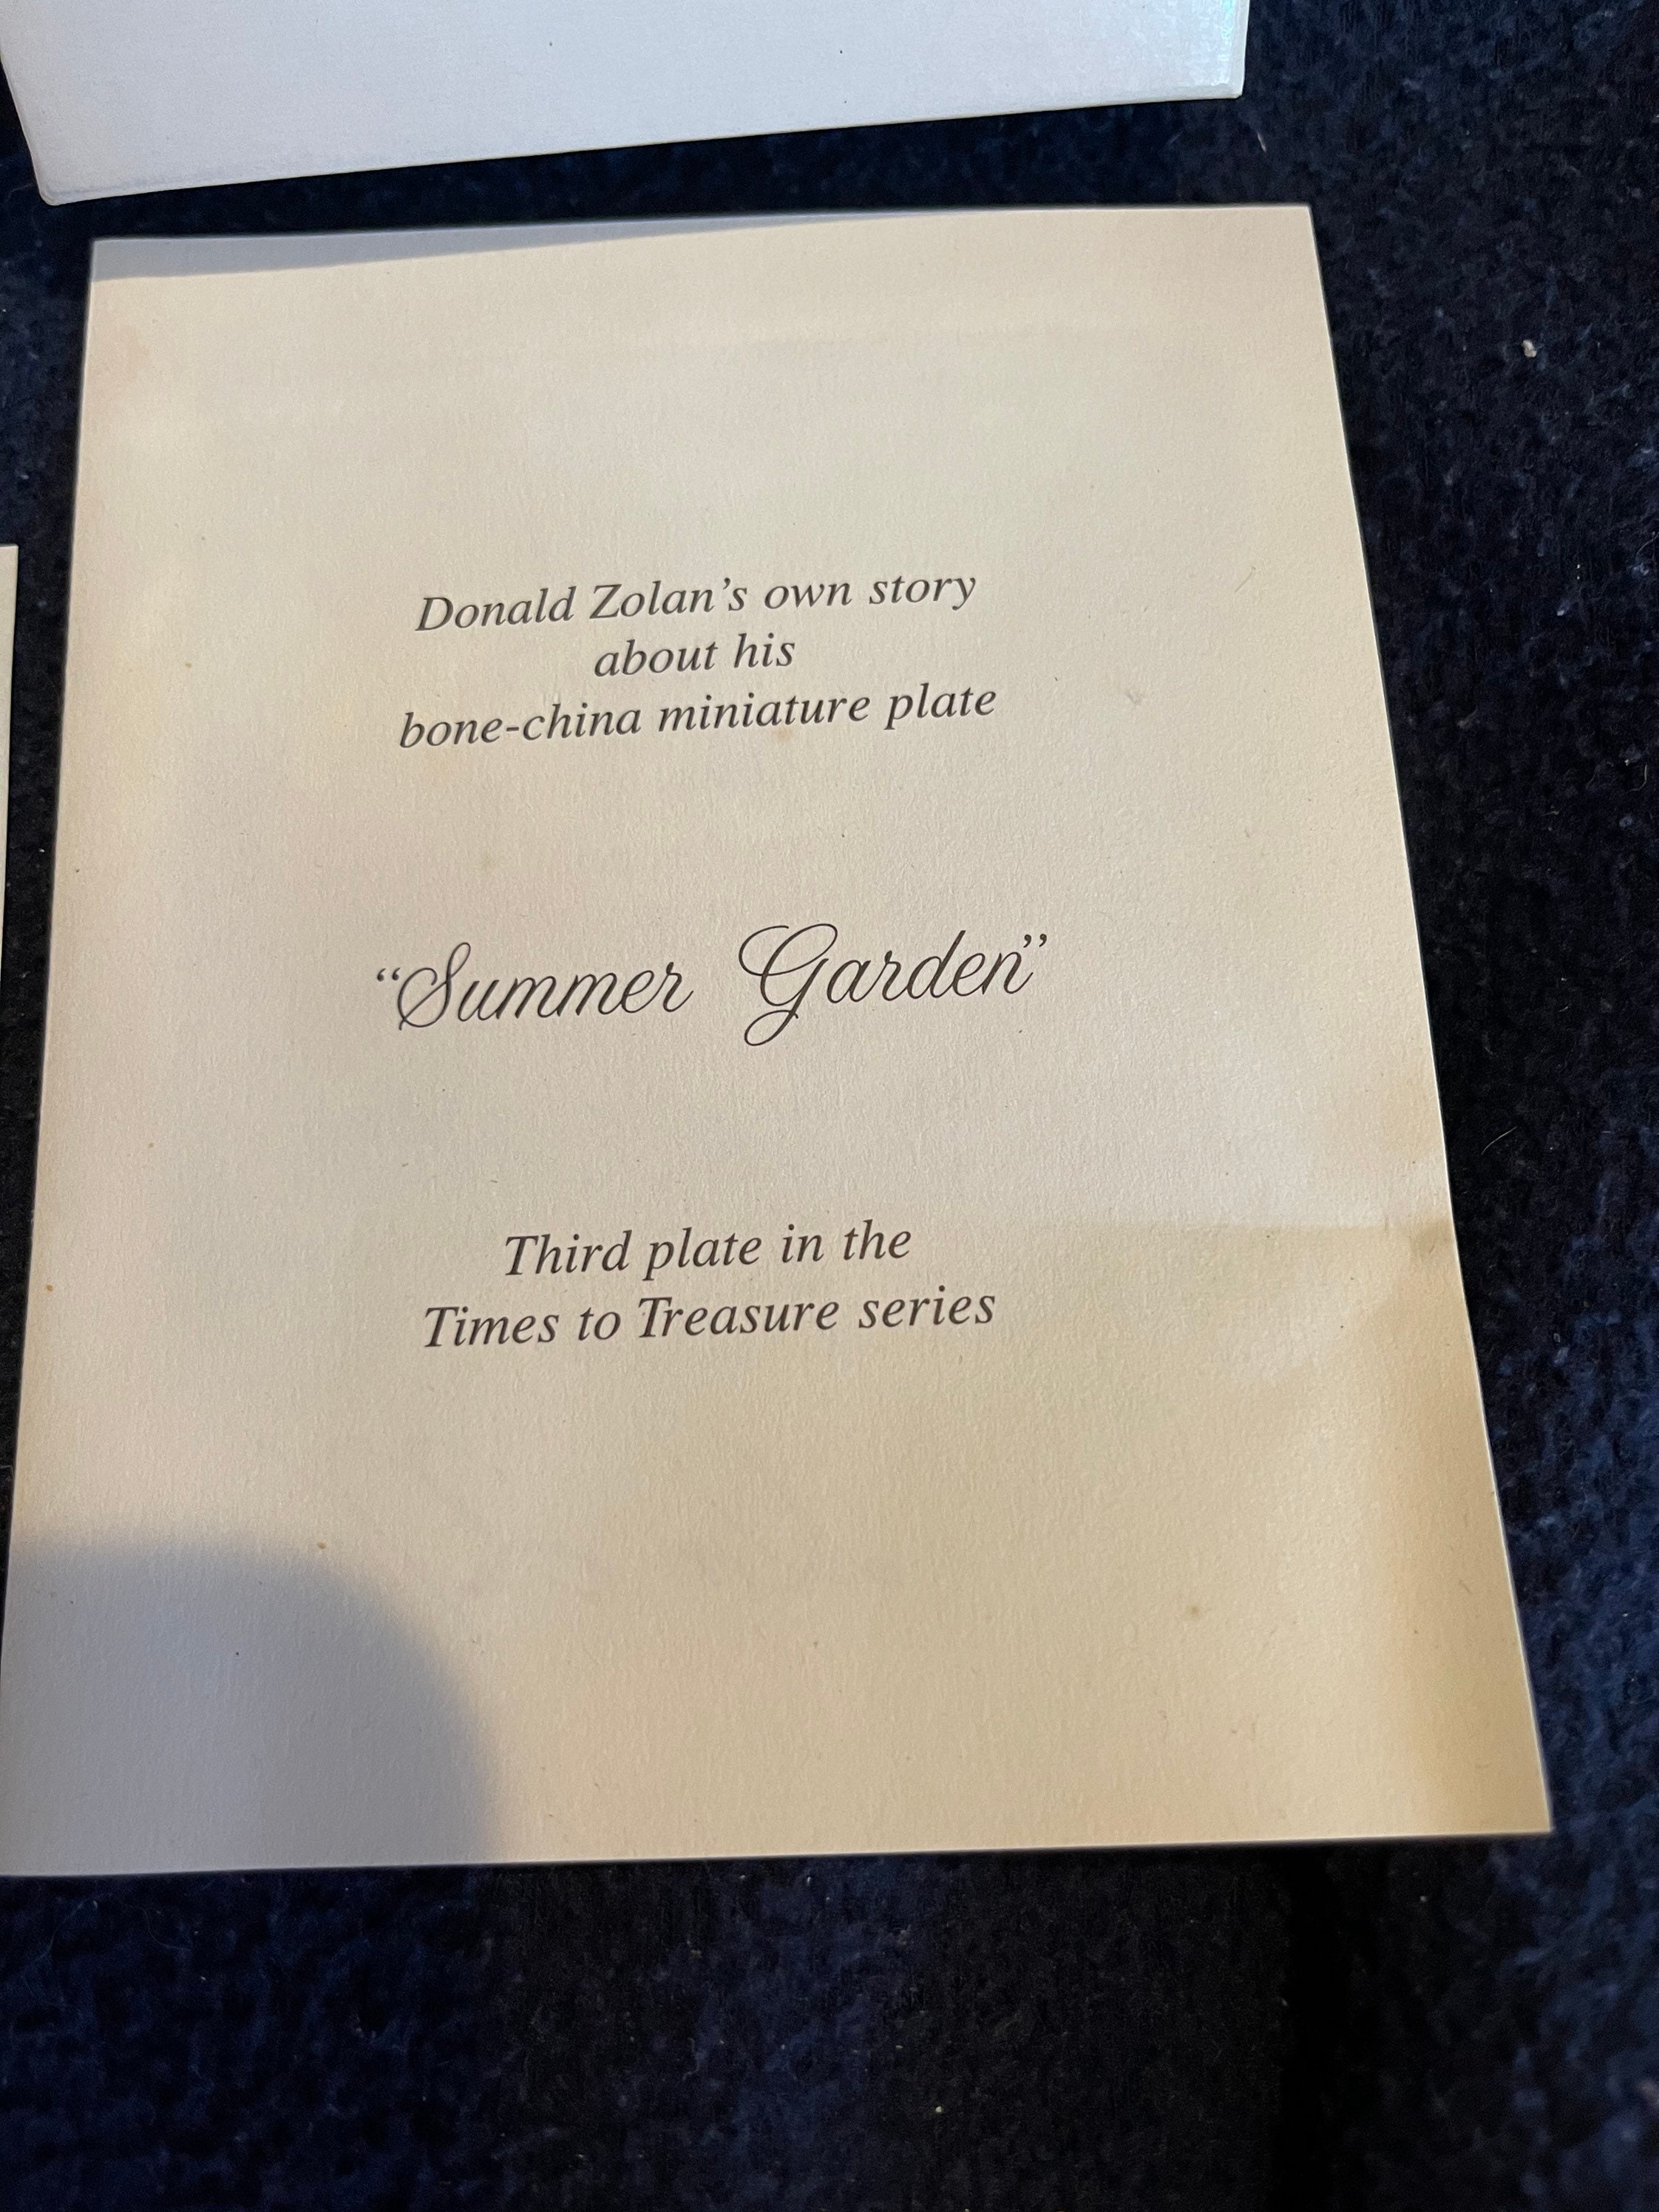 Donald Zolan’s own story
about his
bone-china miniature plate
“Summer Garden”
Third plate in the
Times to Treasure series